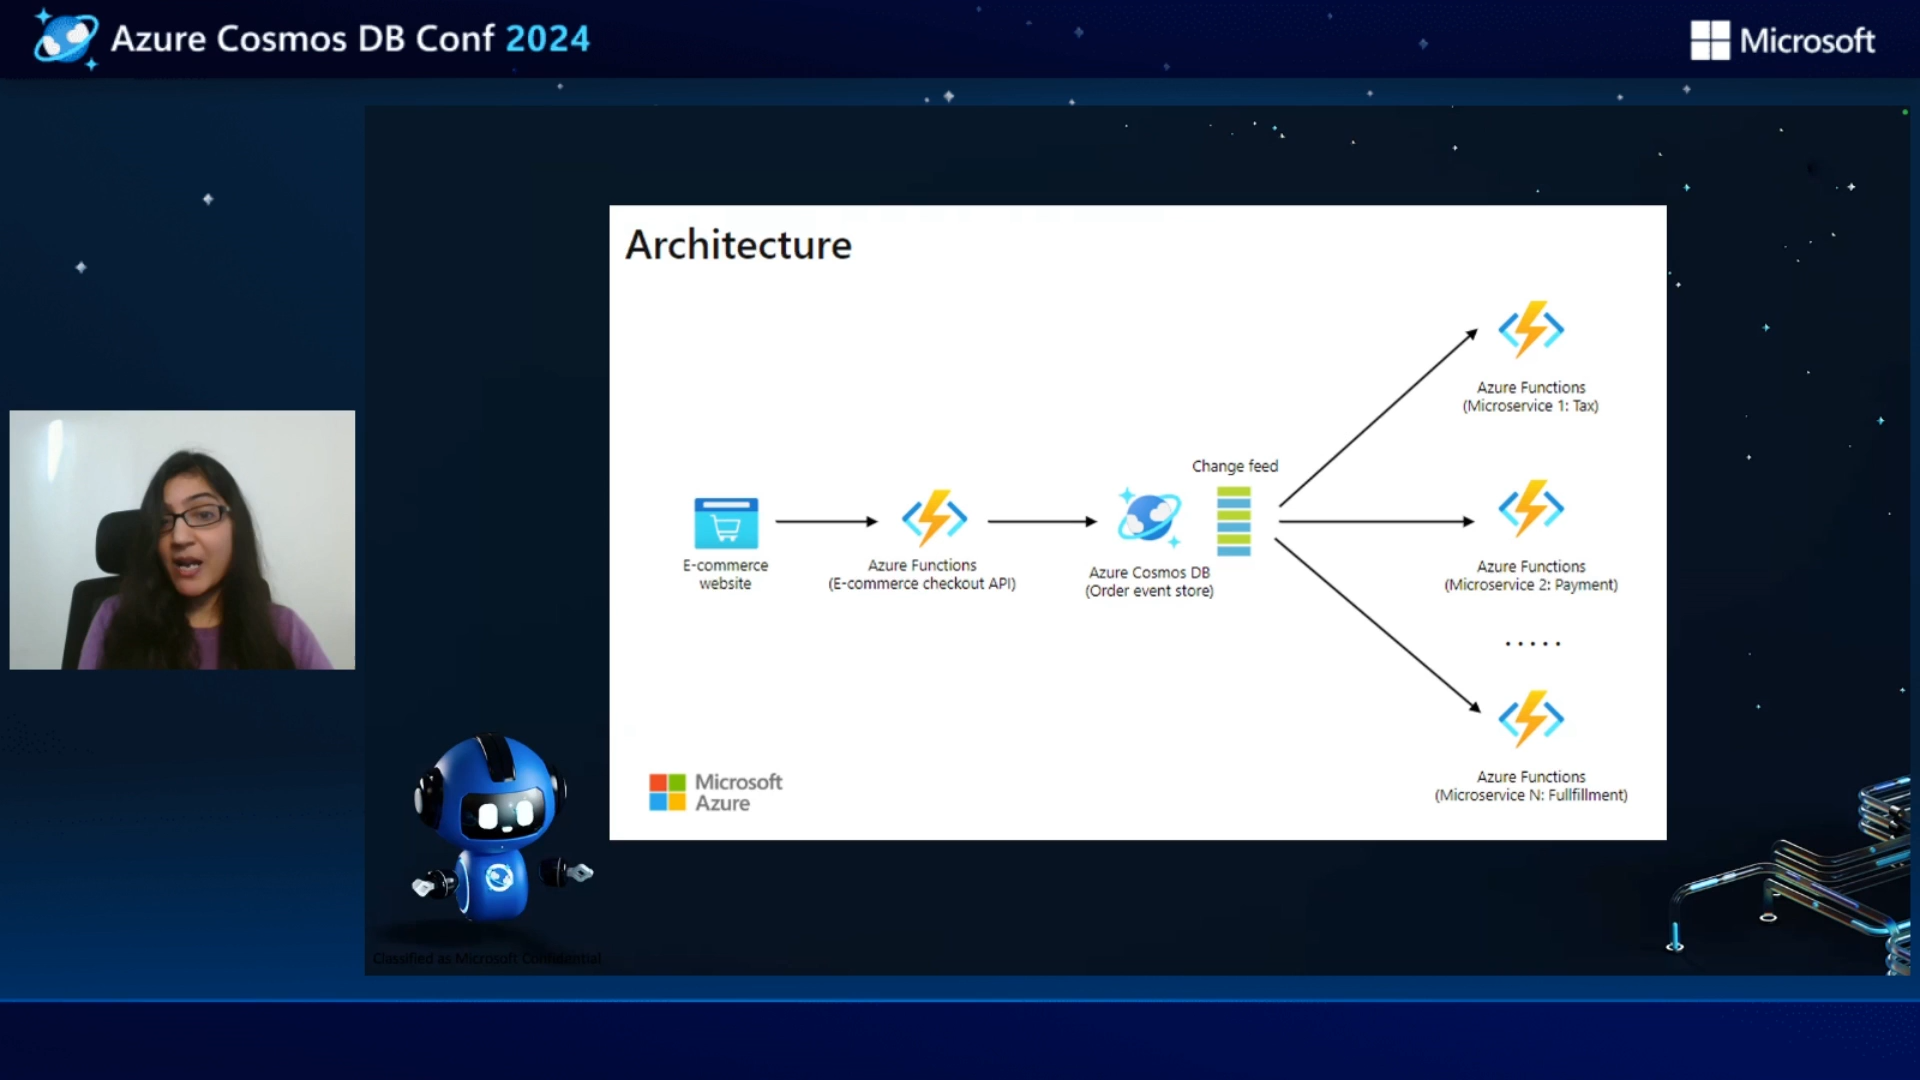 Azure Cosmos DB Conf 2024
Microsoft
Architecture
Change feed
E-commerce
website
Azure Functions
(E-commerce checkout API)
Azure Cosmos DB
(Order event store)
Azure Functions
(Microservice 1: Tax)
Azure Functions
(Microservice 2: Payment)
.....
Azure Functions
(Microservice N: Fullfillment)
Microsoft
Azure
Classified as Microsoft Confidential